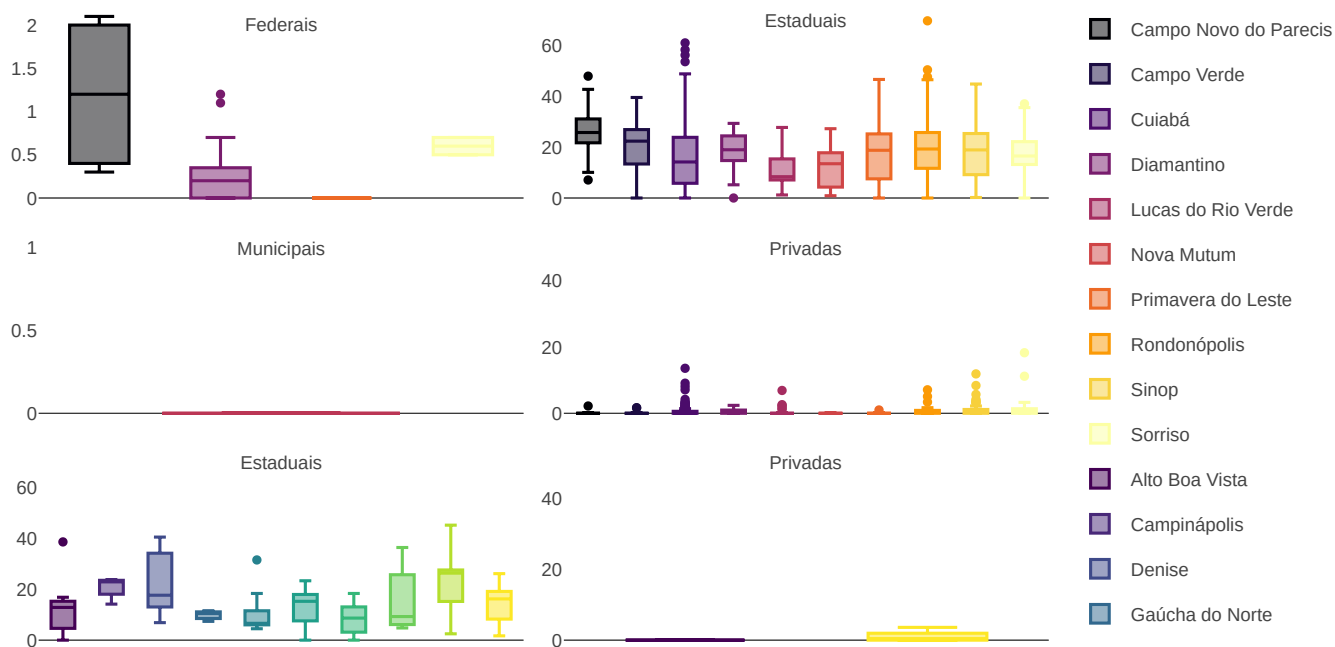 Federais
2
1.5
1
0.5
0
Estaduais
60
40
20
0
Municipais
1
0.5
0
Privadas
40
20
0
Estaduais
60
40
20
0
Privadas
40
20
0
Campo Novo do Parecis
Campo Verde
Cuiabá
Diamantino
Lucas do Rio Verde
Nova Mutum
Primavera do Leste
Rondonópolis
Sinop
Sorriso
Alto Boa Vista
Campinápolis
Denise
Gaúcha do Norte